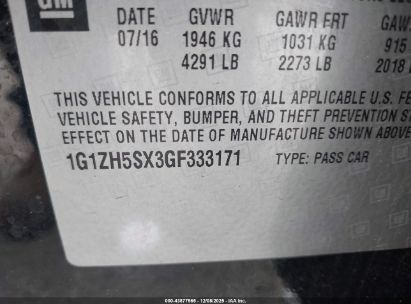 GM
DATE GVWR GAWR FRT
07/16 1946 KG 1031 KG 915
4291 LB 2273 LB 2018
THIS VEHICLE CONFORMS TO ALL APPLICABLE U.S.
VEHICLE SAFETY, BUMPER, AND THEFT PREVENTION
EFFECT ON THE DATE OF MANUFACTURE SHOWN
1G1ZH5SX3GF333171 TYPE: PASS CAR